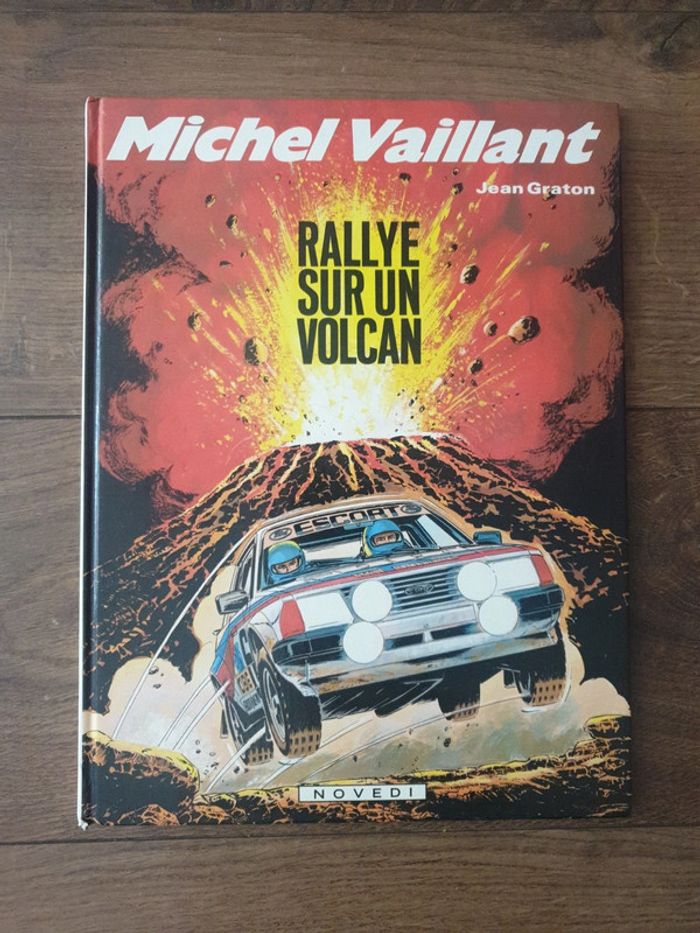 Michel Vaillant
Jean Graton
RALLYE
SUR UN
VOLCAN
ESCORT
NOVEDI